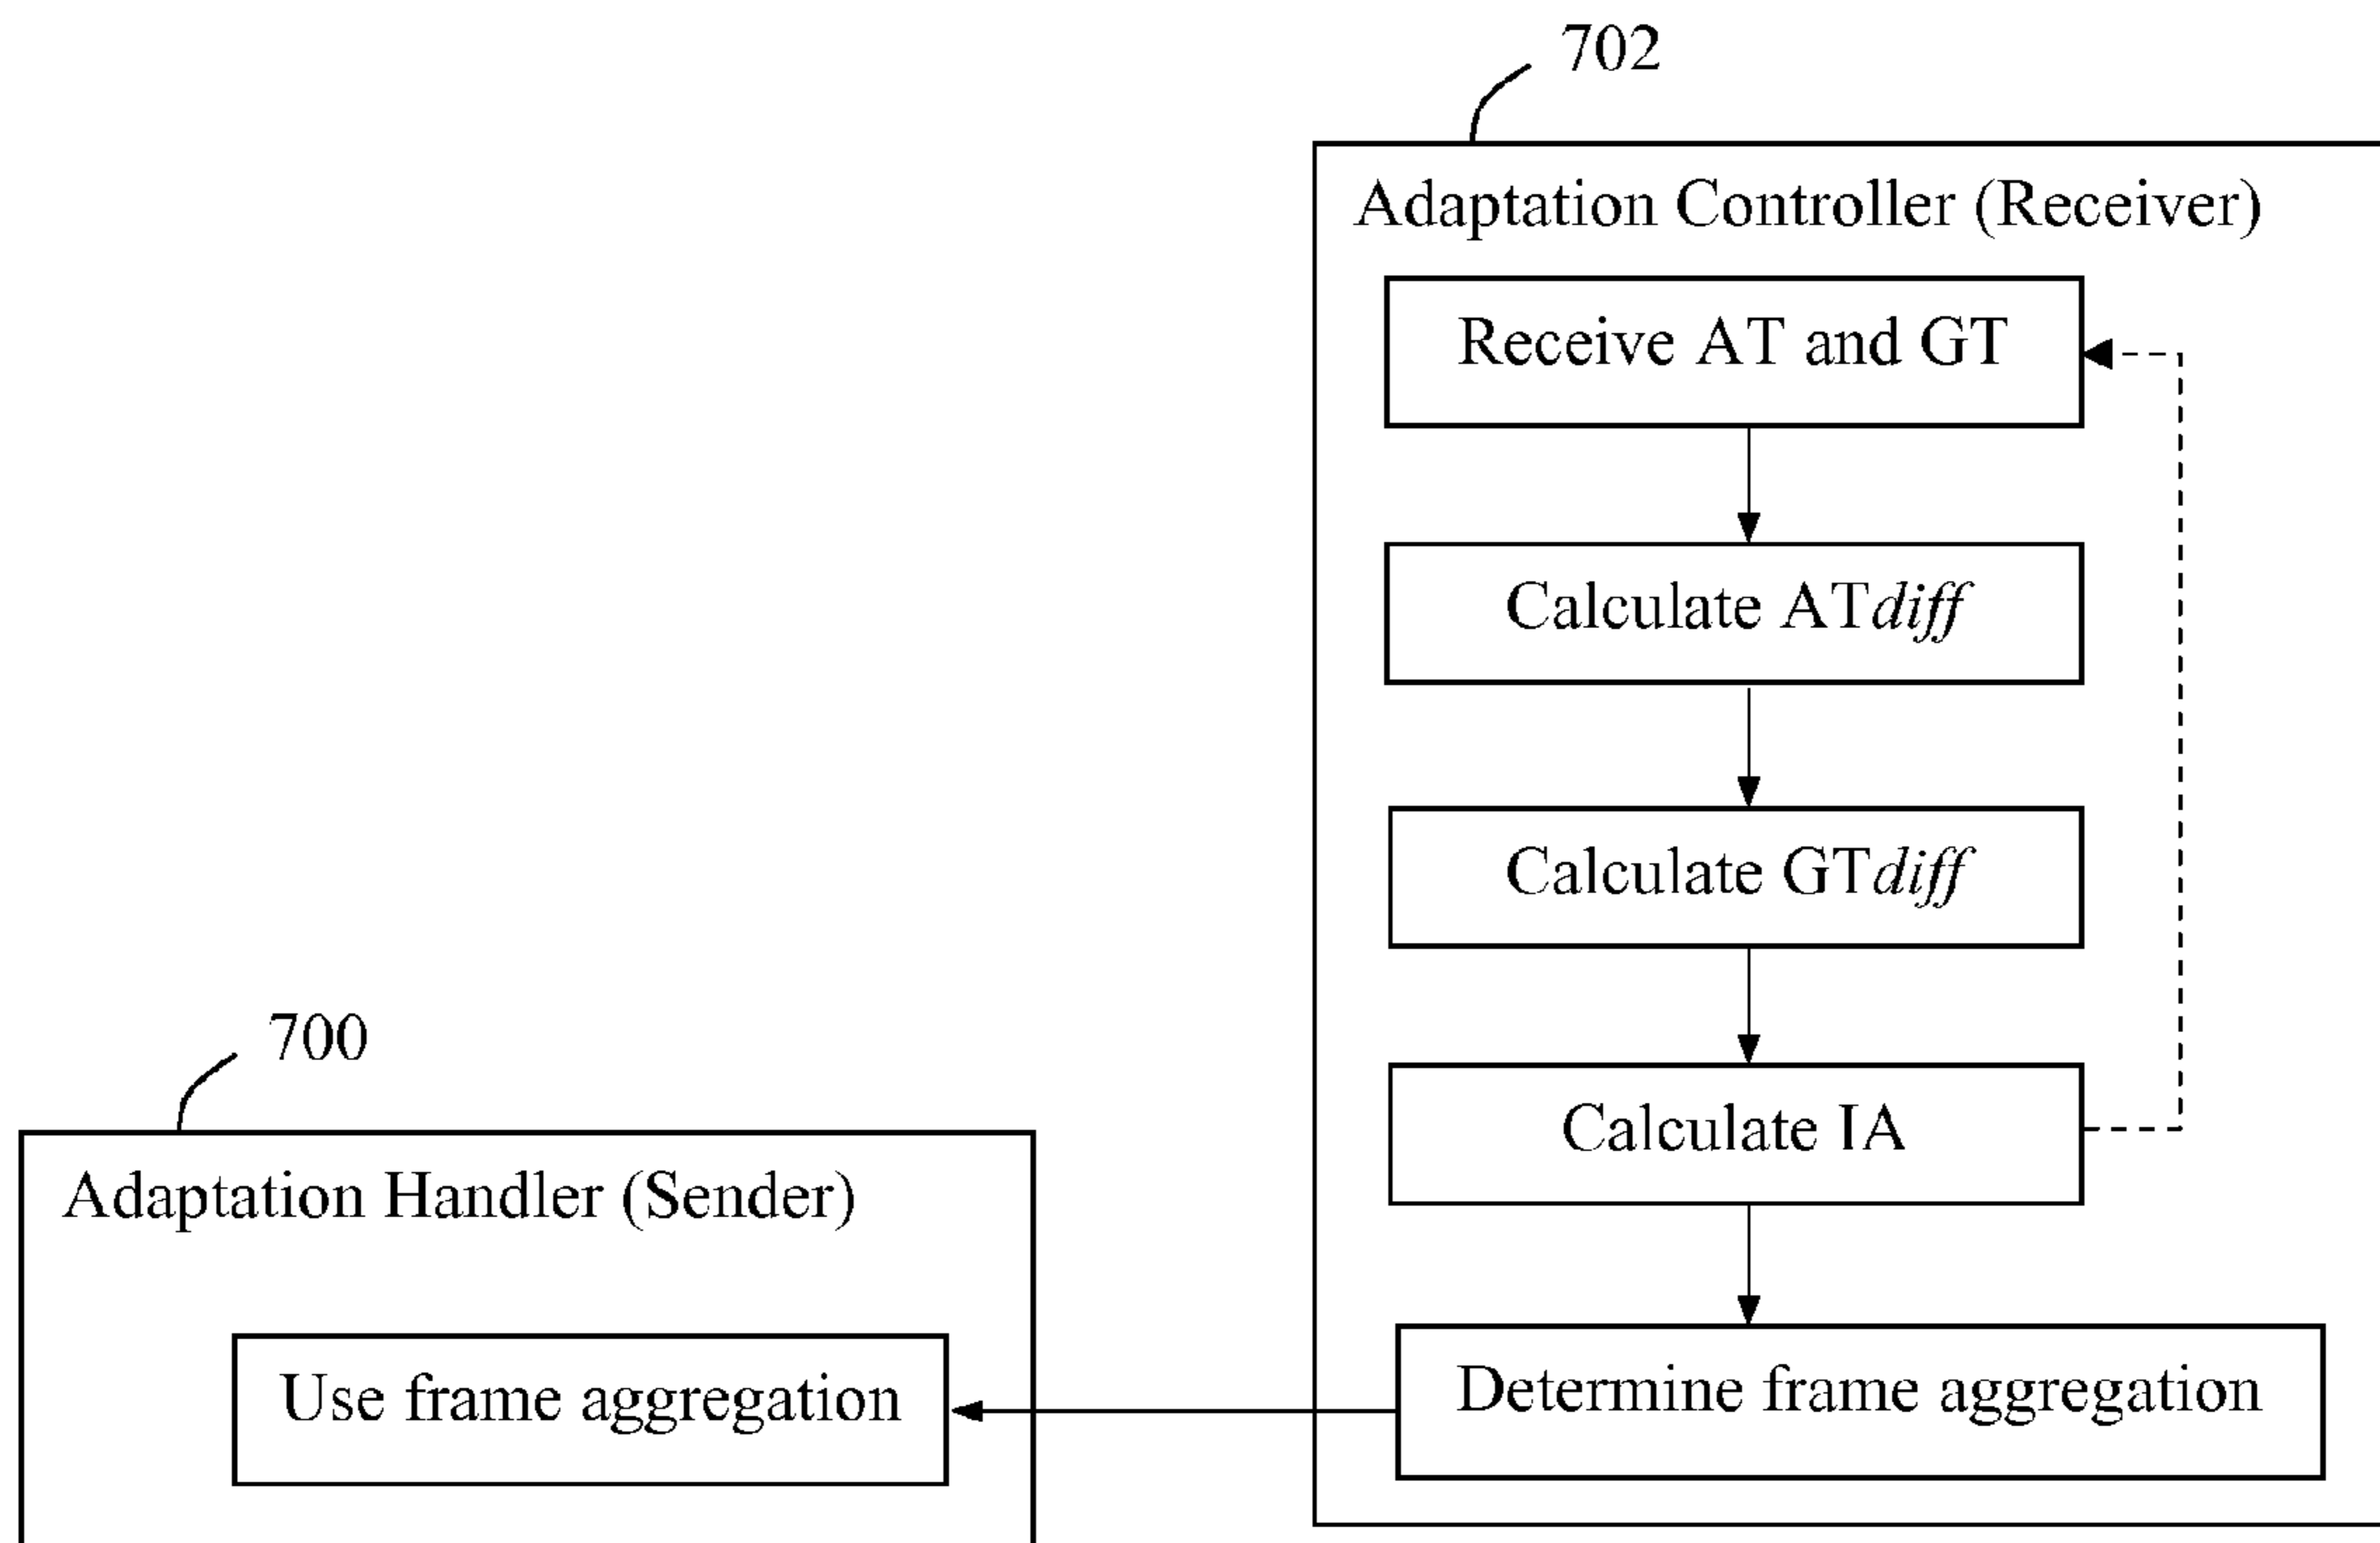 702
Adaptation Controller (Receiver)
Receive AT and GT
Calculate ATdiff
Calculate GTdiff
Calculate IA
Determine frame aggregation
700
Adaptation Handler (Sender)
Use frame aggregation